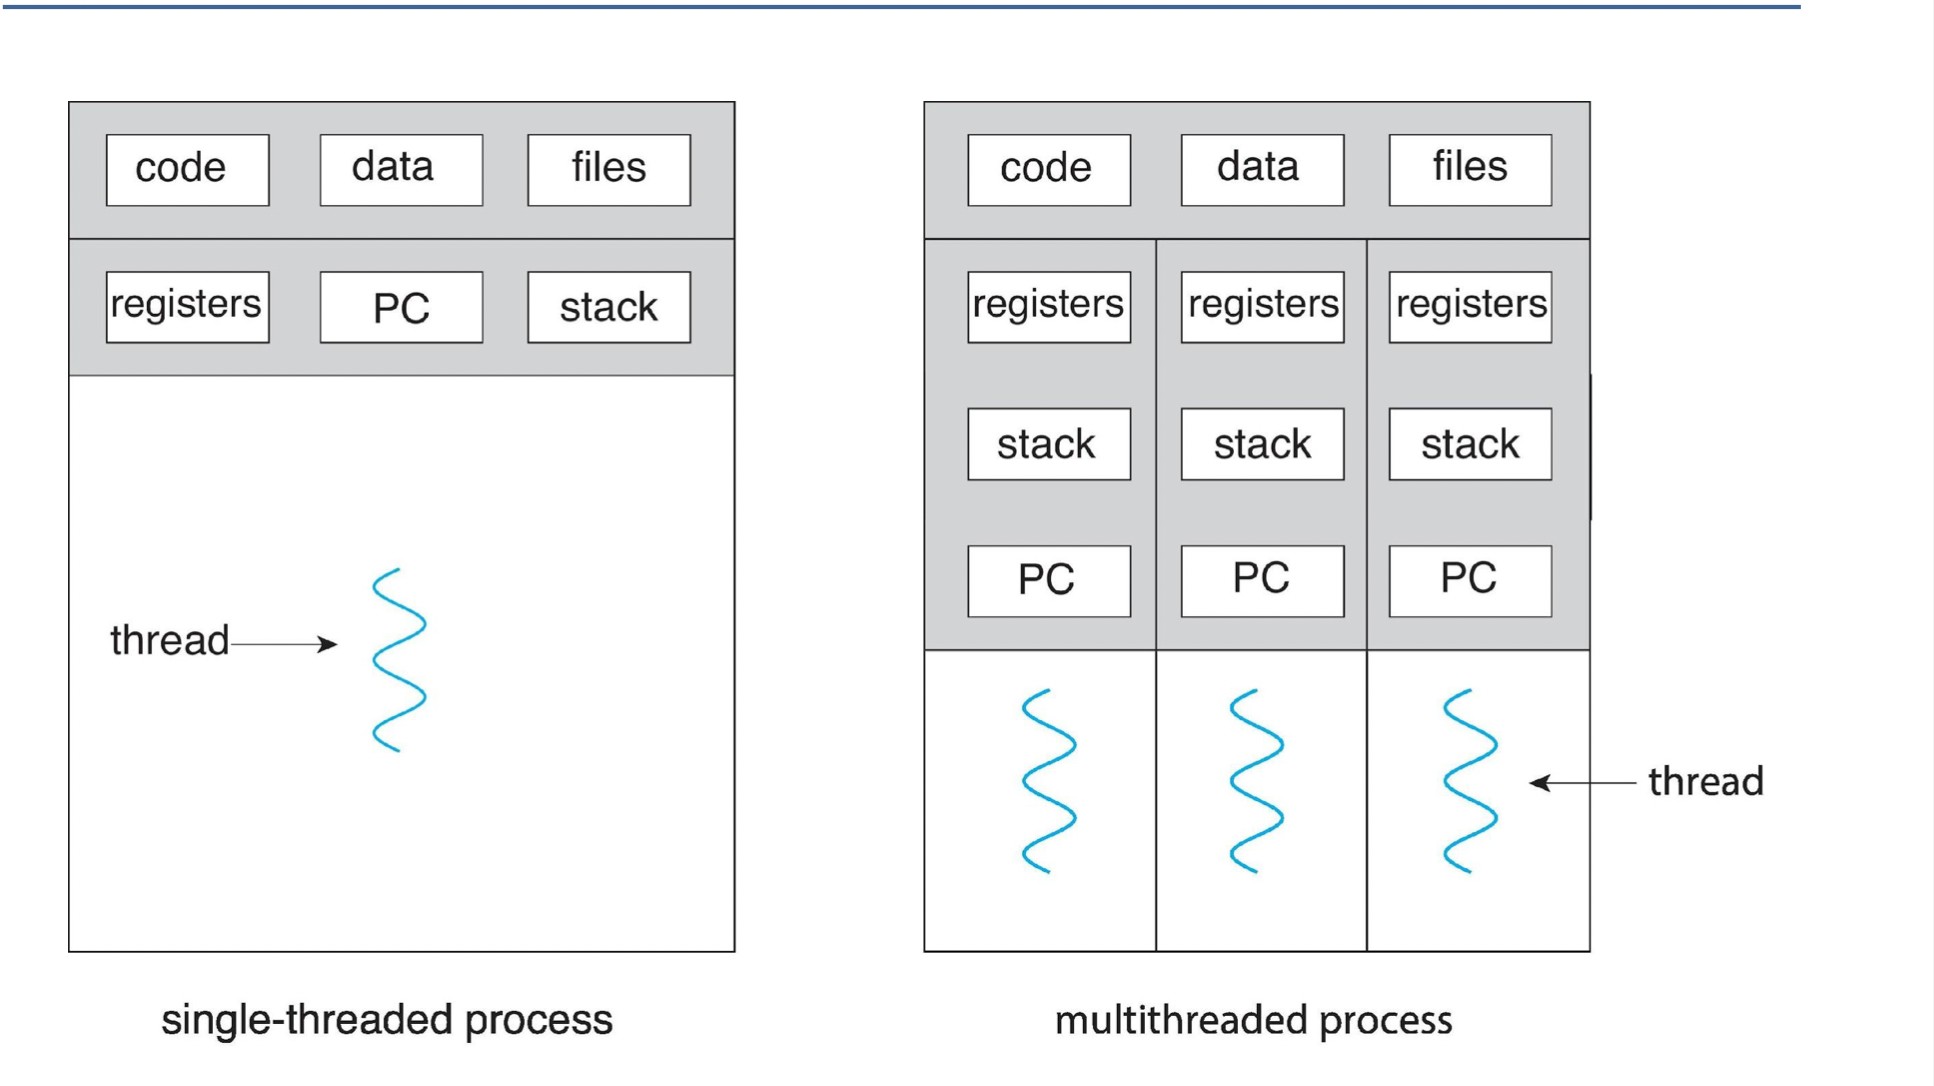 code data files
registers PC stack
thread
single-threaded process
code data files
registers registers registers
stack stack stack
PC PC PC
thread
multithreaded process